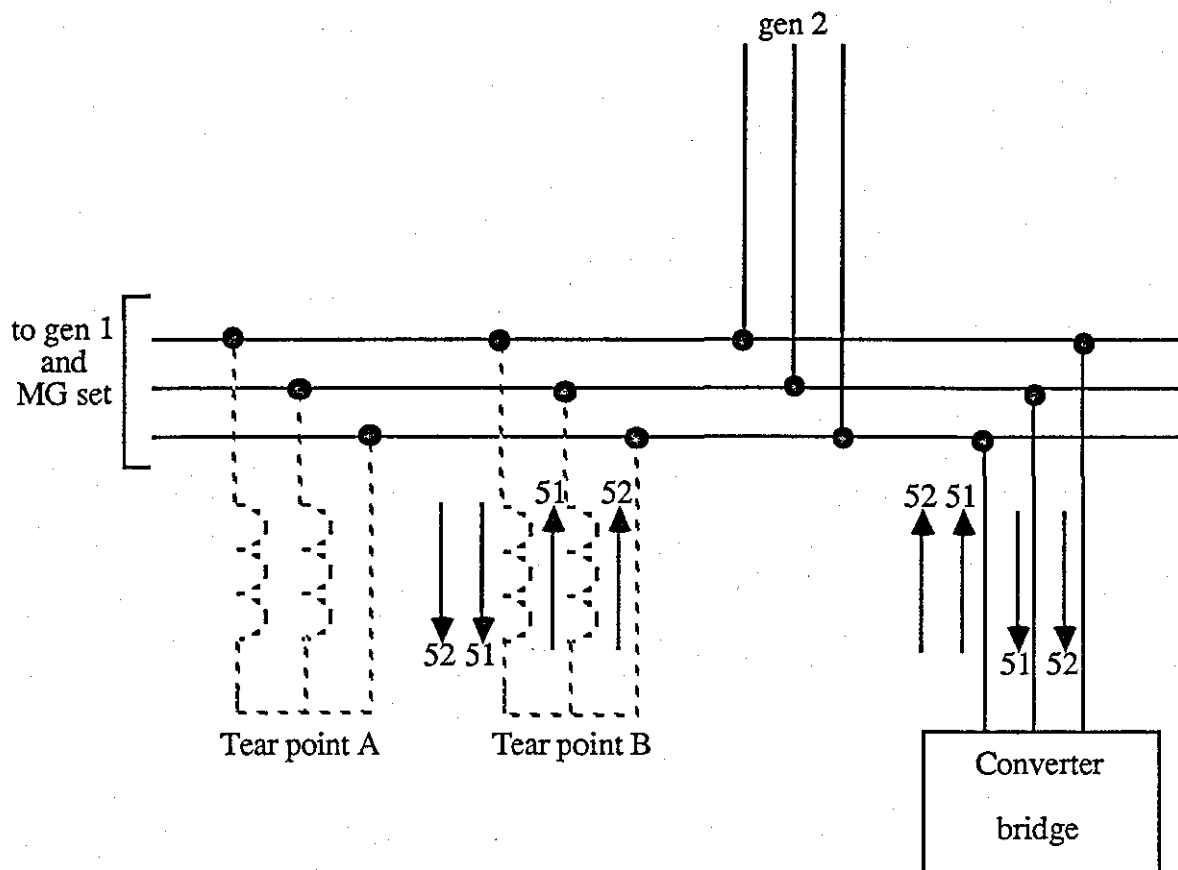 gen 2
to gen 1
and
MG set
51 52
52 51
52 51
51 52
Tear point A
Tear point B
Converter
bridge